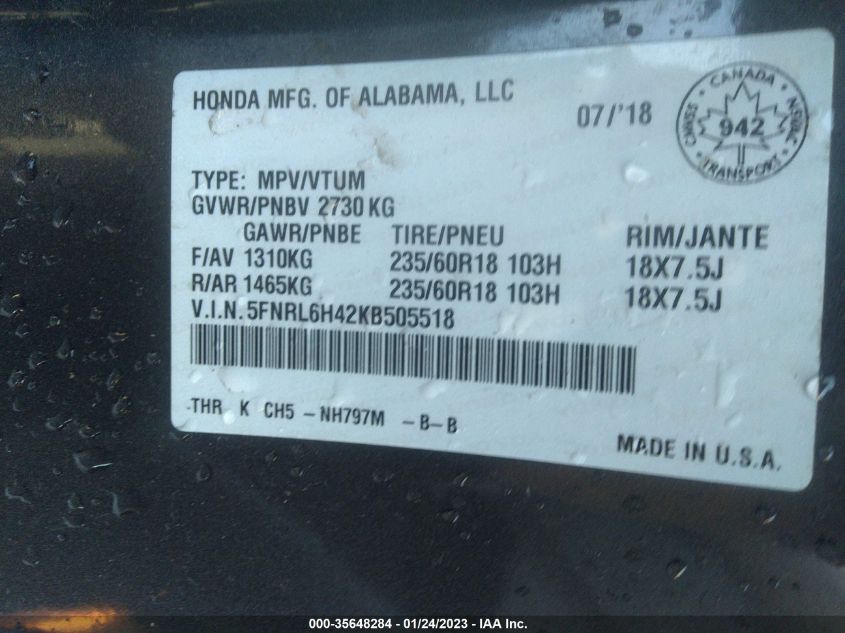 HONDA MFG. OF ALABAMA, LLC
07/'18
CANADA
942
TRANSPORT
TYPE: MPV/VTUM
GVWR/PNBV 2730 KG
GAWR/PNBE TIRE/PNEU RIM/JANTE
F/AV 1310KG 235/60R18 103H 18X7.5J
R/AR 1465KG 235/60R18 103H 18X7.5J
V.I.N. 5FNRL6H42KB505518
THR K CH5 -NH797M -B-B
MADE IN U.S.A.
000-35648284 - 01/24/2023 - IAA Inc.